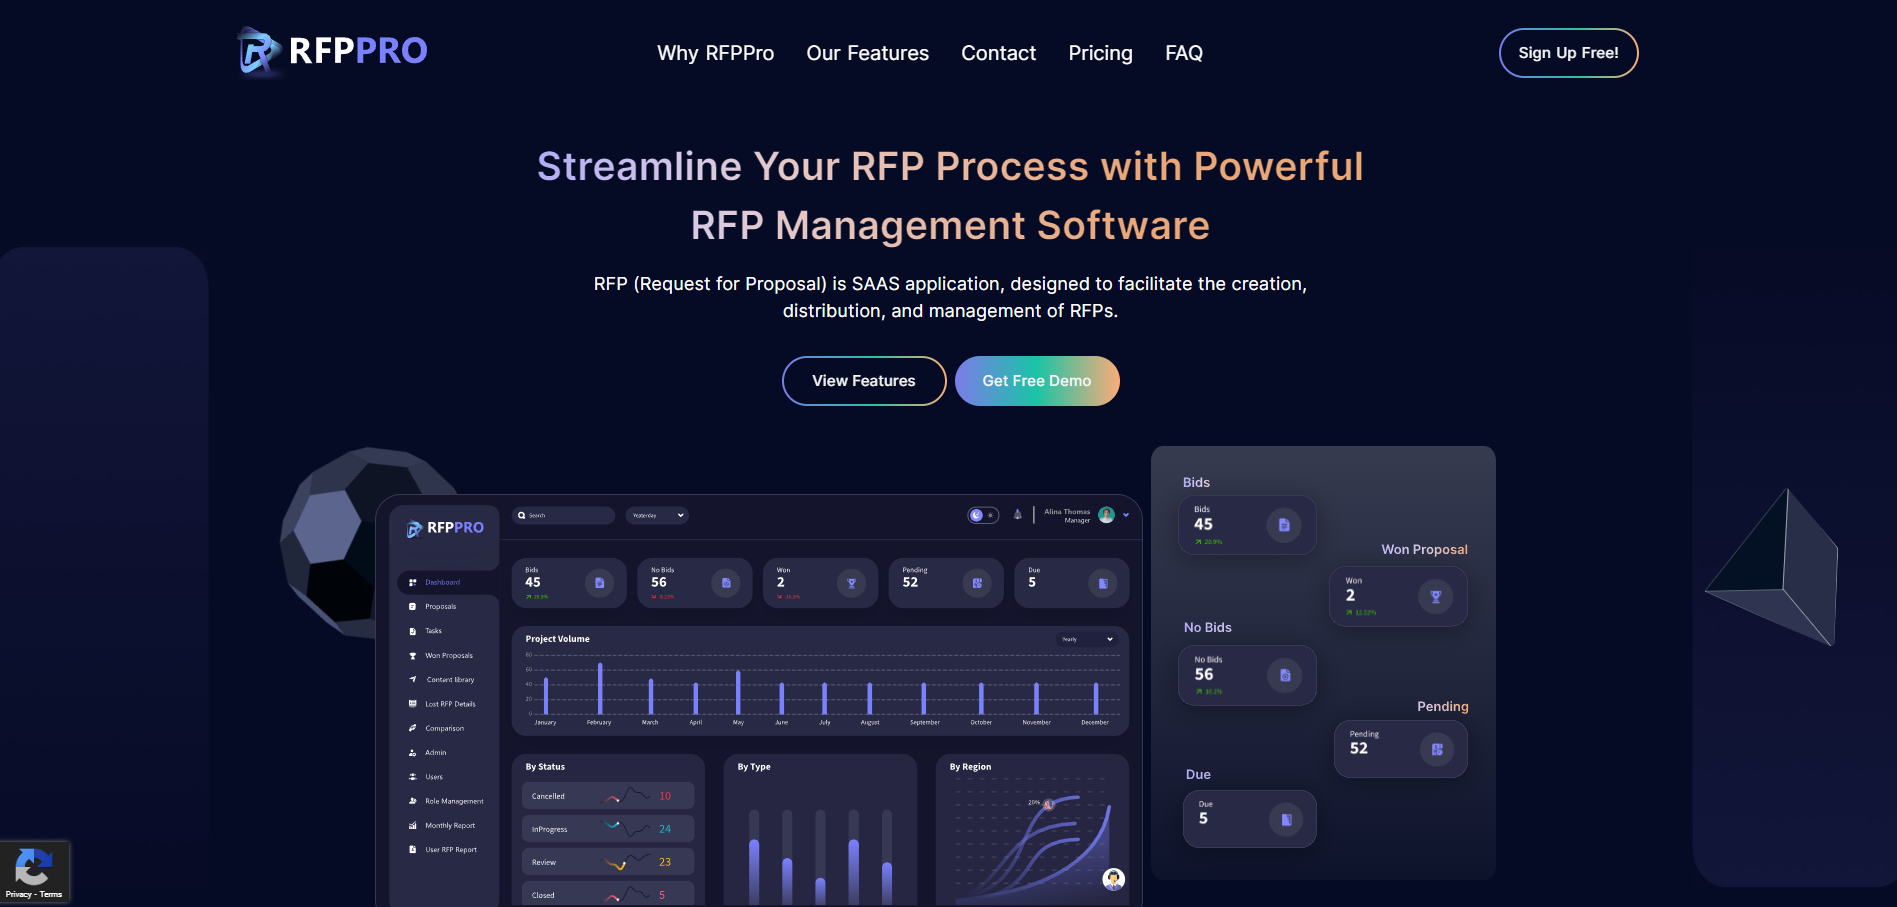 RFPPRO
Why RFPPro
Our Features
Contact
Pricing
FAQ
Sign Up Free!
Streamline Your RFP Process with Powerful
RFP Management Software
RFP (Request for Proposal) is SAAS application, designed to facilitate the creation,
distribution, and management of RFPs.
View Features
Get Free Demo
RFPPRO
Search
Yesterday
Alina Thomas
Manager
Dashboard
Proposals
Tasks
Won Proposals
Content library
Lost RFP Details
Comparison
Admin
Users
Role Management
Monthly Report
User RFP Report
Bids
45
No Bids
56
Won
2
Pending
52
Due
5
Project Volume
Yearly
80
60
40
20
0
January
February
March
April
May
June
July
August
September
October
November
December
By Status
Cancelled
10
InProgress
24
Review
23
Closed
5
By Type
By Region
20%
Bids
Bids
45
20.9%
Won Proposal
Won
2
12.02%
No Bids
No Bids
56
10.2%
Pending
Pending
52
Due
Due
5
Privacy - Terms